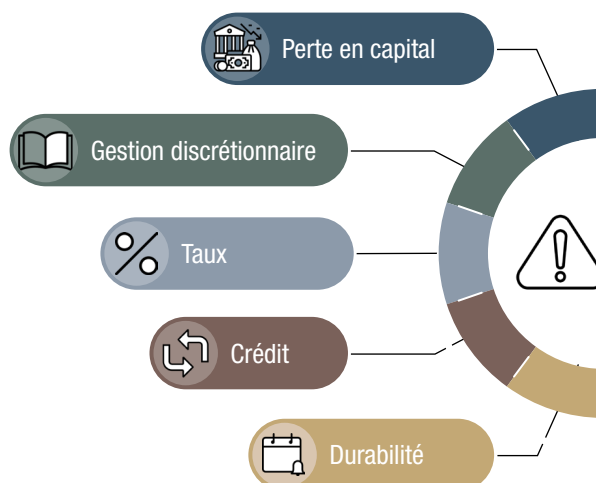 Perte en capital
Gestion discrétionnaire
Taux
Crédit
Durabilité